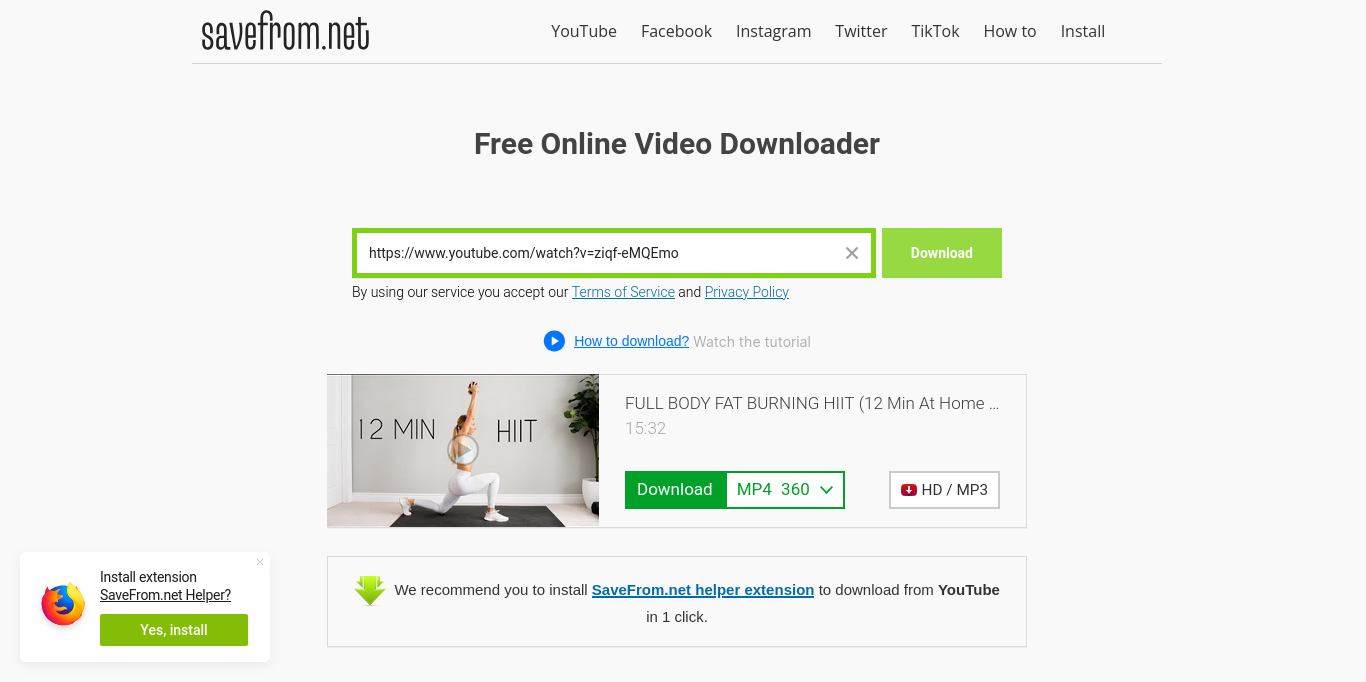 savefrom.net
YouTube Facebook Instagram Twitter TikTok How to Install
Free Online Video Downloader
https://www.youtube.com/watch?v=ziqf-eMQEmo
Download
By using our service you accept our Terms of Service and Privacy Policy
How to download? Watch the tutorial
12 MIN HIIT
FULL BODY FAT BURNING HIIT (12 Min At Home ...
15:32
Download MP4 360
HD / MP3
We recommend you to install SaveFrom.net helper extension to download from YouTube
in 1 click.
Install extension
SaveFrom.net Helper?
Yes, install